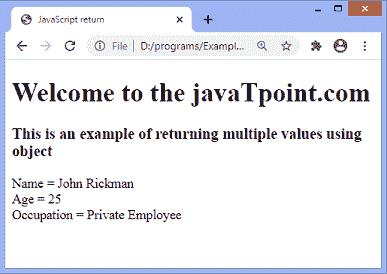 JavaScript return
File | D:/programs/Exampl...
Welcome to the javaTpoint.com
This is an example of returning multiple values using
object
Name = John Rickman
Age = 25
Occupation = Private Employee